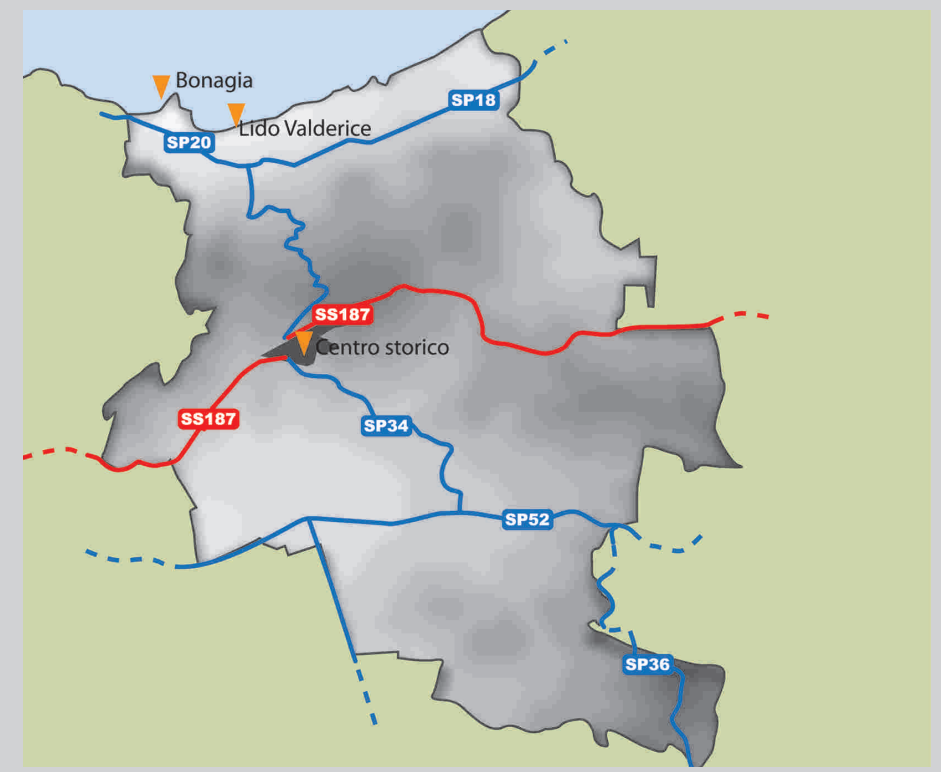 Bonagia
SP18
Lido Valderice
SP20
SS187
Centro storico
SS187
SP34
SP52
SP36